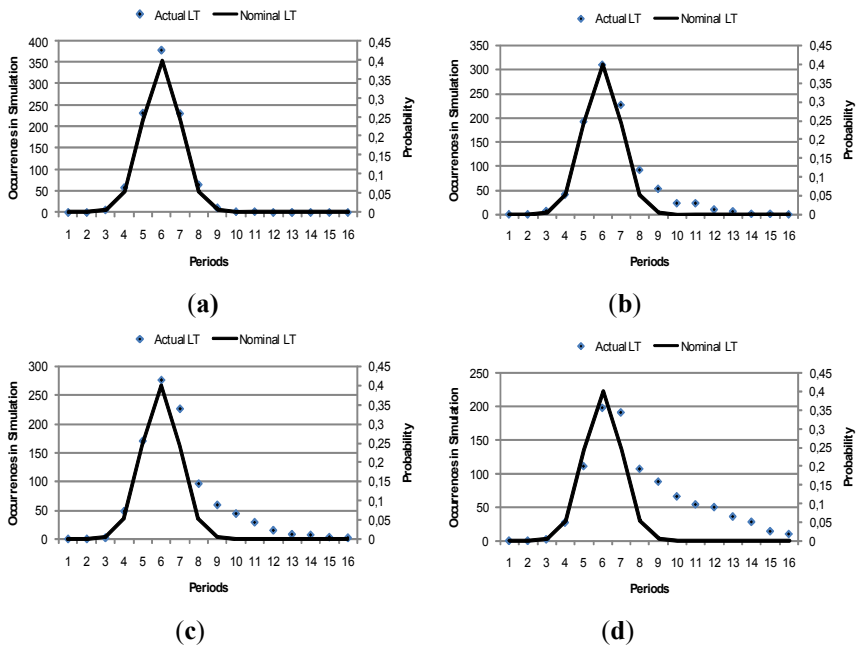 Actual LT Nominal LT
Occurrences in Simulation
400
350
300
250
200
150
100
50
0
0,45
0,4
0,35
0,3
0,25
0,2
0,15
0,1
0,05
0
Probability
1 2 3 4 5 6 7 8 9 10 11 12 13 14 15 16
Periods
(a)
Actual LT Nominal LT
Occurrences in Simulation
350
300
250
200
150
100
50
0
0,45
0,4
0,35
0,3
0,25
0,2
0,15
0,1
0,05
0
Probability
1 2 3 4 5 6 7 8 9 10 11 12 13 14 15 16
Periods
(b)
Actual LT Nominal LT
Occurrences in Simulation
300
250
200
150
100
50
0
0,45
0,4
0,35
0,3
0,25
0,2
0,15
0,1
0,05
0
Probability
1 2 3 4 5 6 7 8 9 10 11 12 13 14 15 16
Periods
(c)
Actual LT Nominal LT
Occurrences in Simulation
250
200
150
100
50
0
0,45
0,4
0,35
0,3
0,25
0,2
0,15
0,1
0,05
0
Probability
1 2 3 4 5 6 7 8 9 10 11 12 13 14 15 16
Periods
(d)